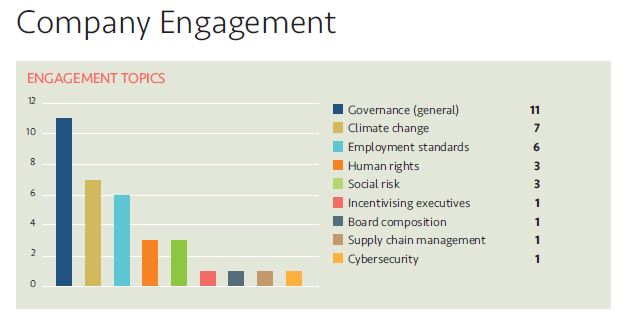 Company Engagement
ENGAGEMENT TOPICS
12
10
8
6
4
2
0
Governance (general) 11
Climate change 7
Employment standards 6
Human rights 3
Social risk 3
Incentivising executives 1
Board composition 1
Supply chain management 1
Cybersecurity 1